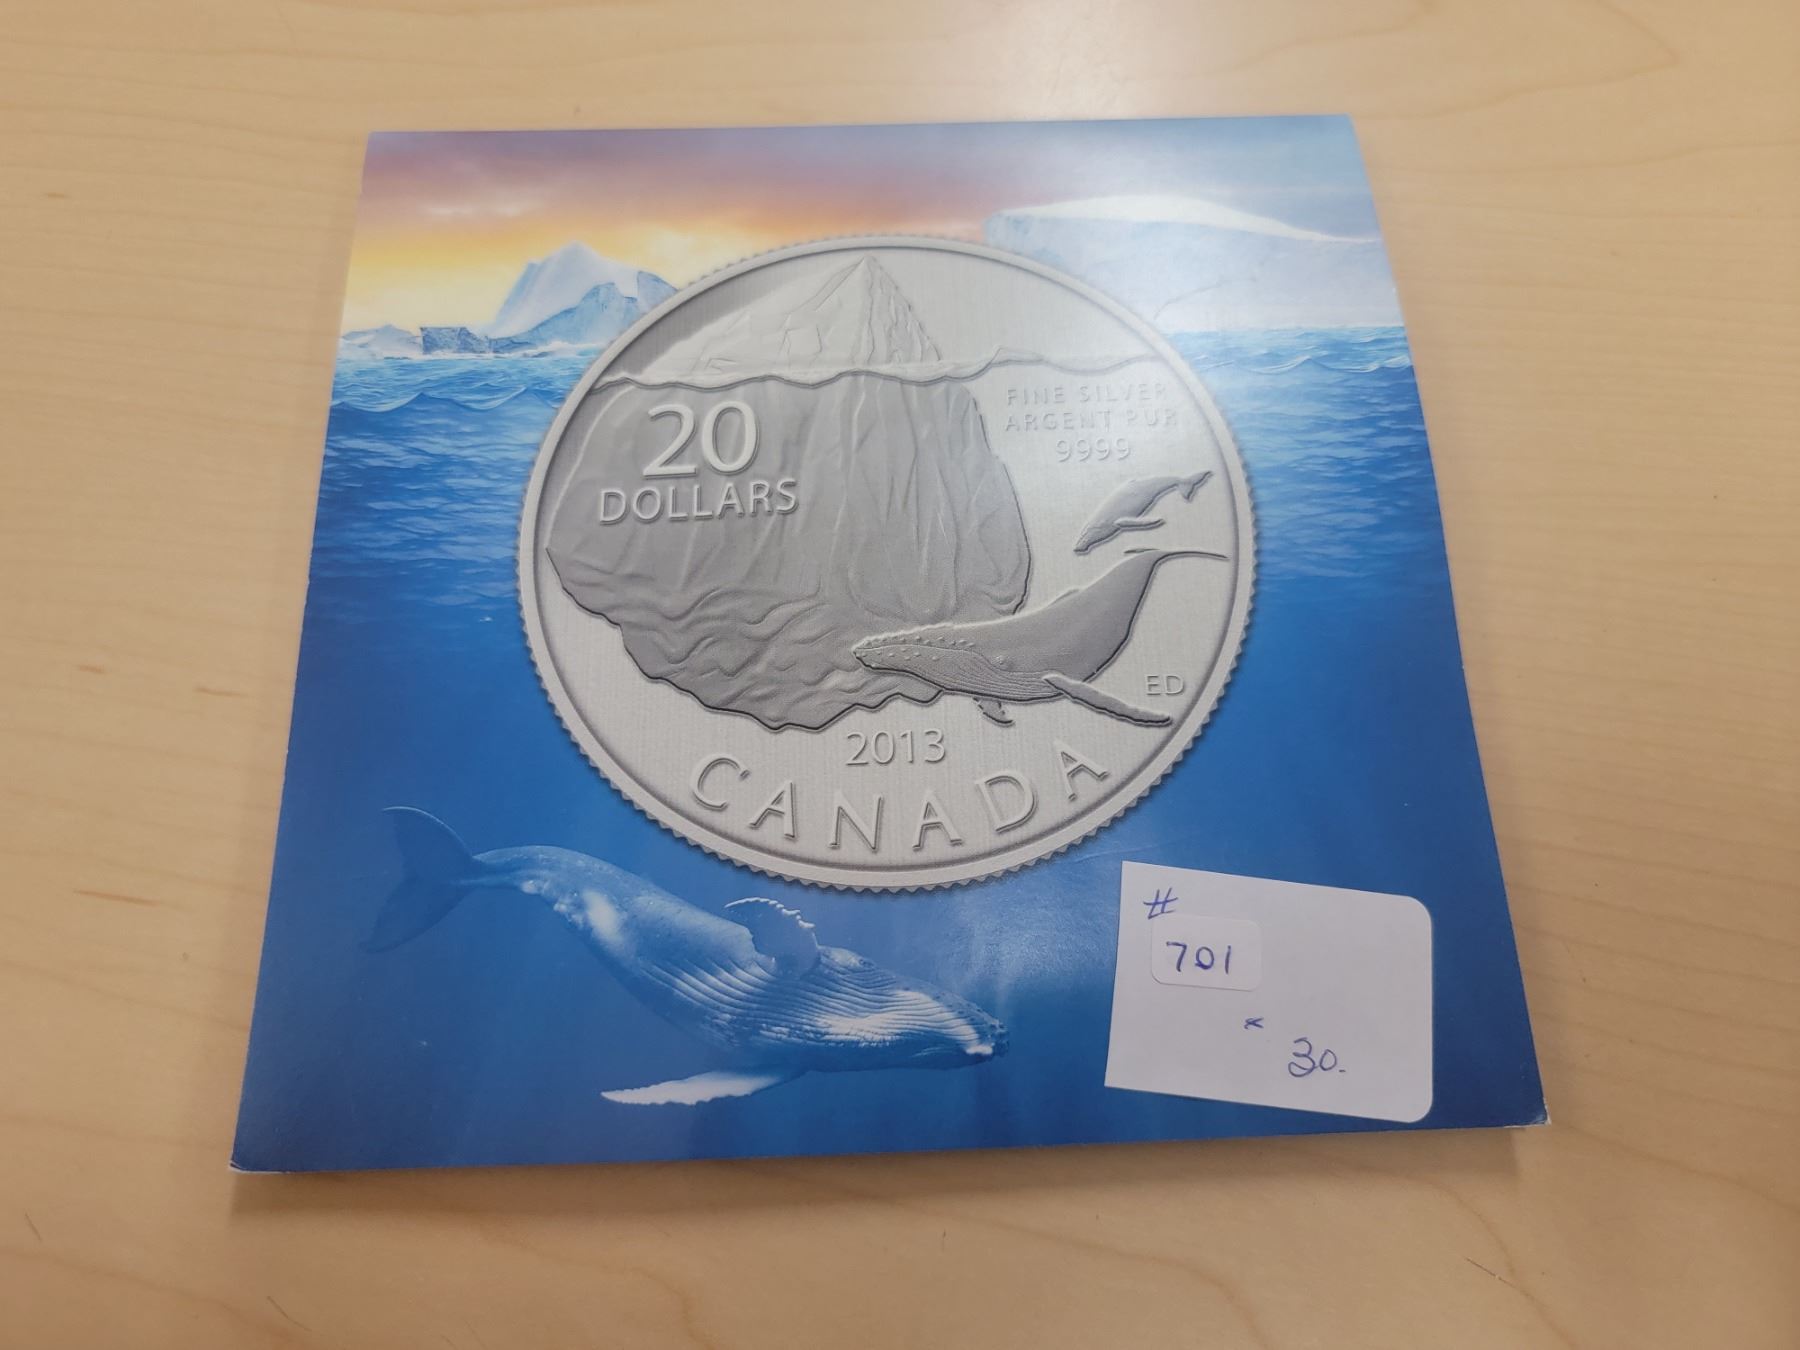 20
DOLLARS
FINE SILVER
ARGENT PUR
9999
ED
2013
CANADA
#
701
30.